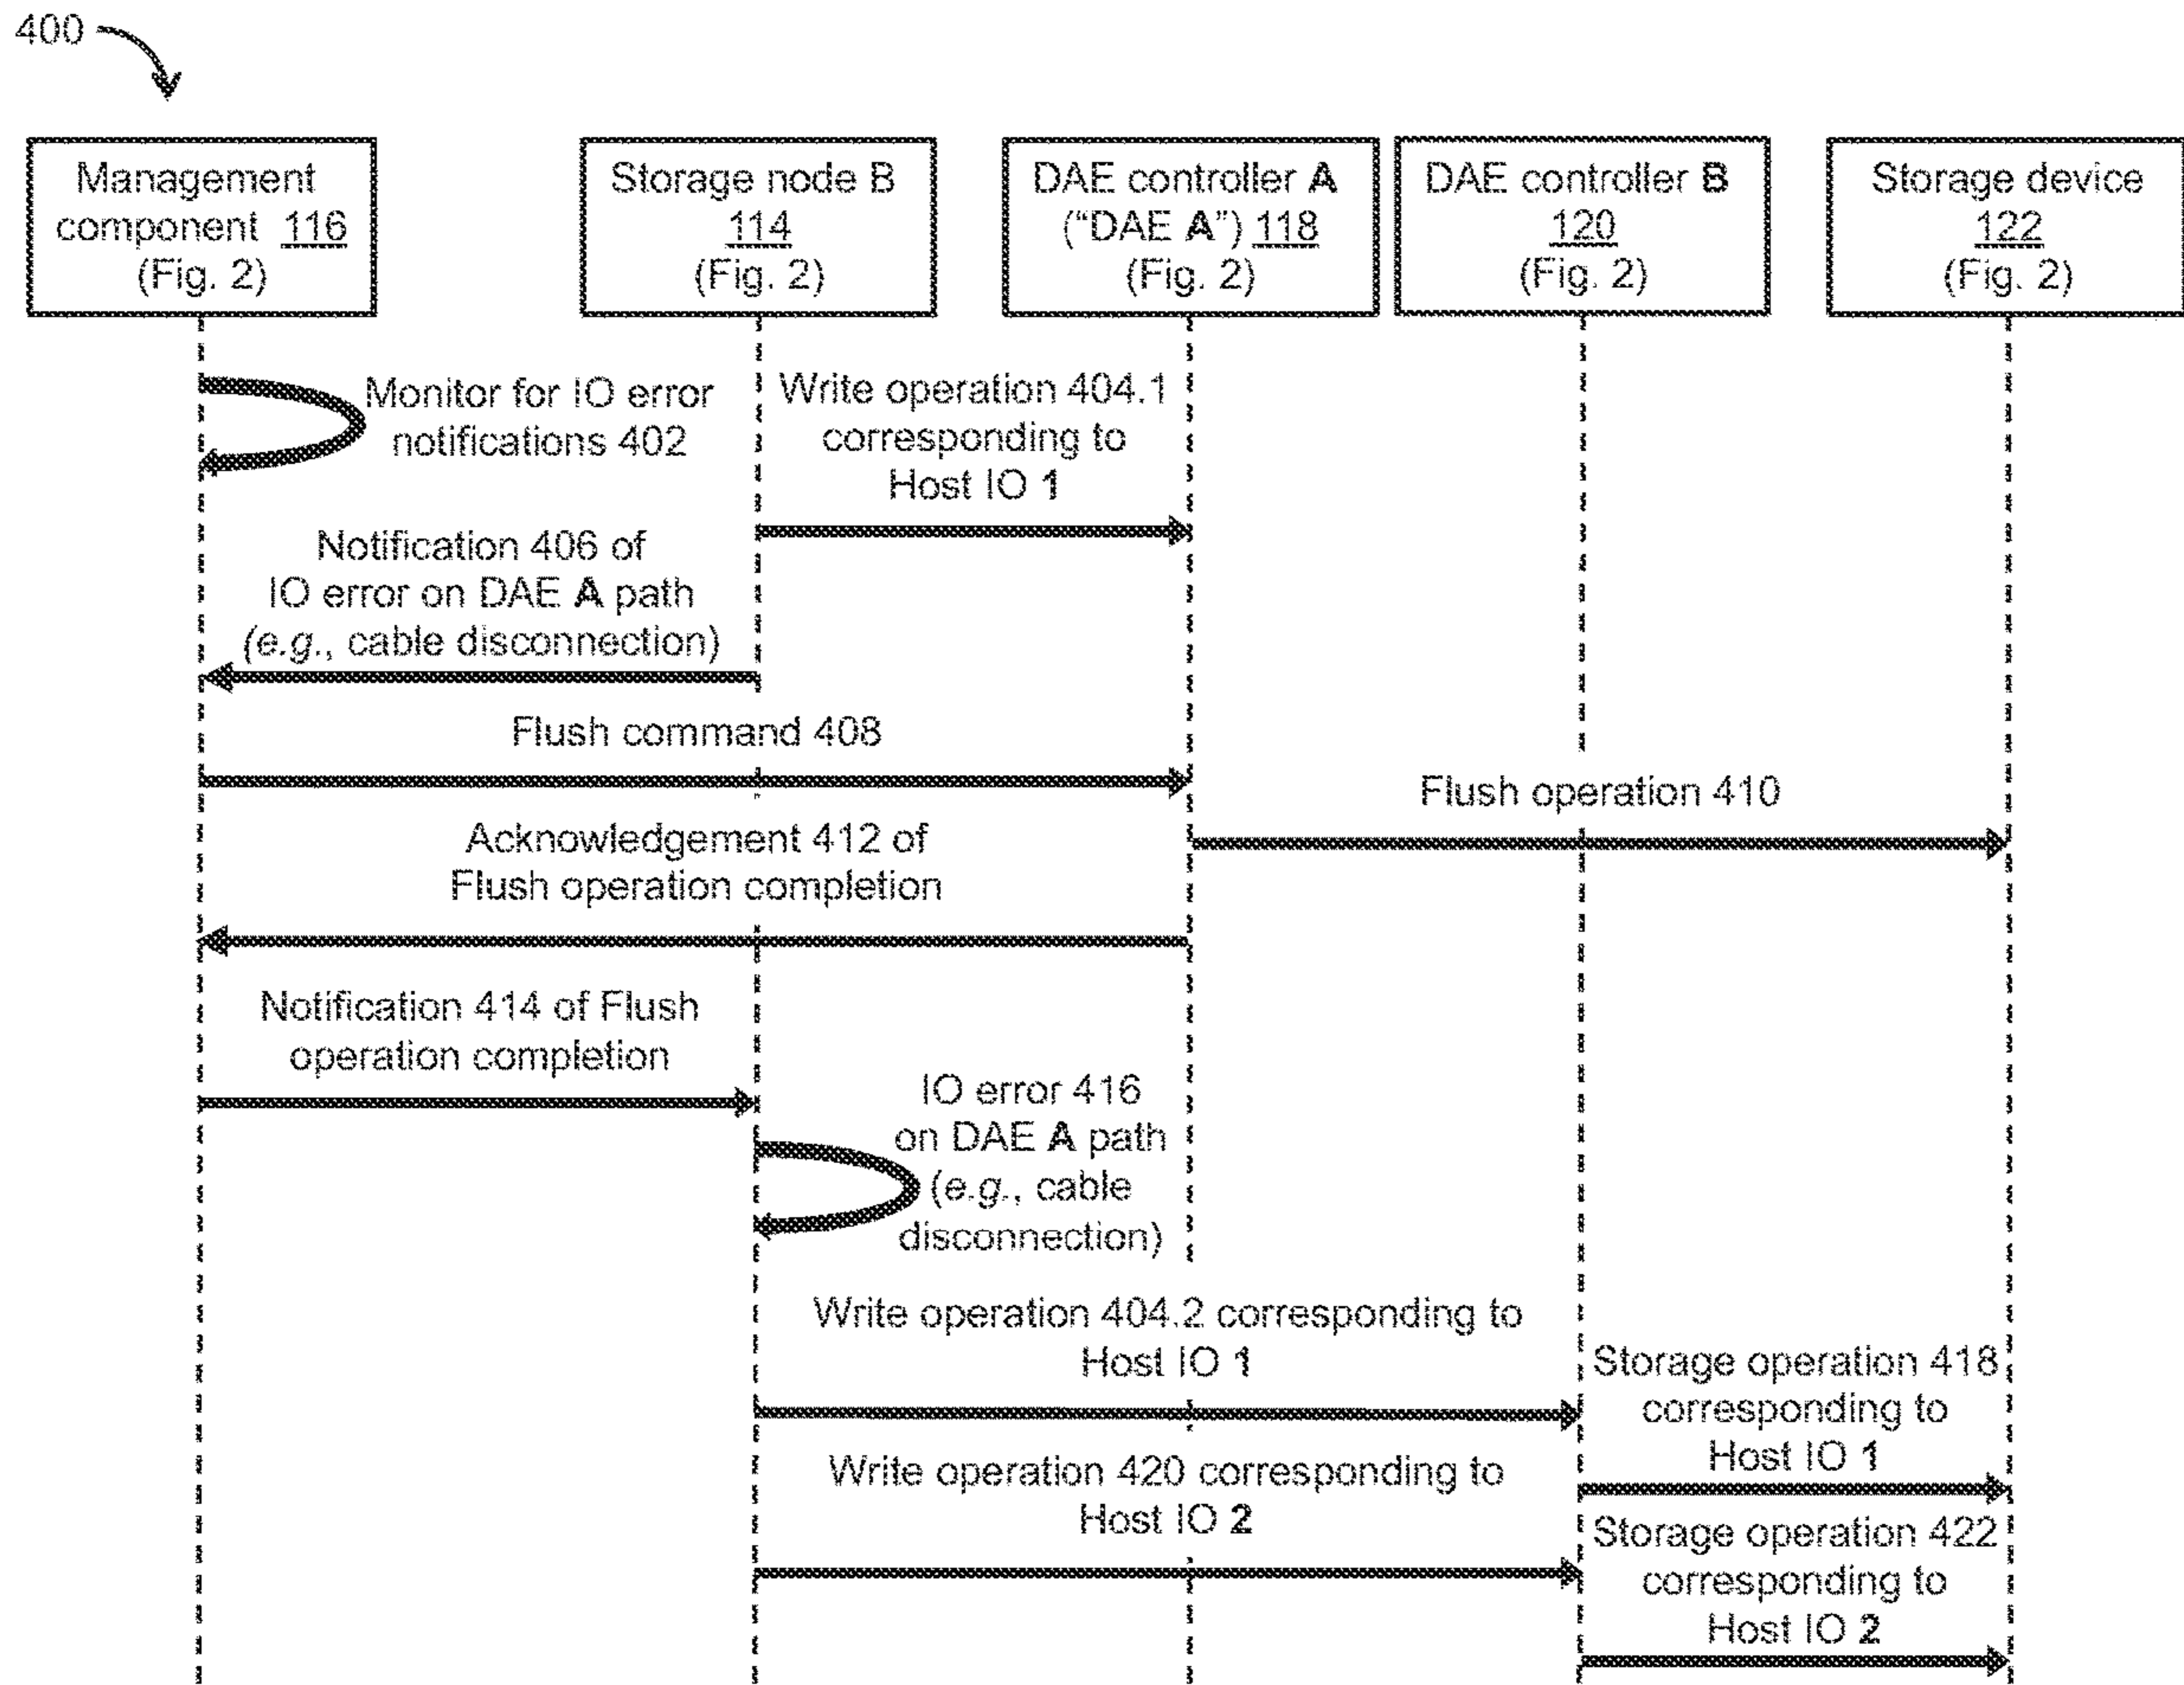 400
Management
component 116
(Fig. 2)
Storage node B
114
(Fig. 2)
DAE controller A
("DAE A") 118
(Fig. 2)
DAE controller B
120
(Fig. 2)
Storage device
122
(Fig. 2)
Monitor for IO error
notifications 402
Write operation 404.1
corresponding to
Host IO 1
Notification 406 of
IO error on DAE A path
(e.g., cable disconnection)
Flush command 408
Flush operation 410
Acknowledgement 412 of
Flush operation completion
Notification 414 of Flush
operation completion
IO error 416
on DAE A path
(e.g., cable
disconnection)
Write operation 404.2 corresponding to
Host IO 1
Storage operation 418
corresponding to
Host IO 1
Write operation 420 corresponding to
Host IO 2
Storage operation 422
corresponding to
Host IO 2